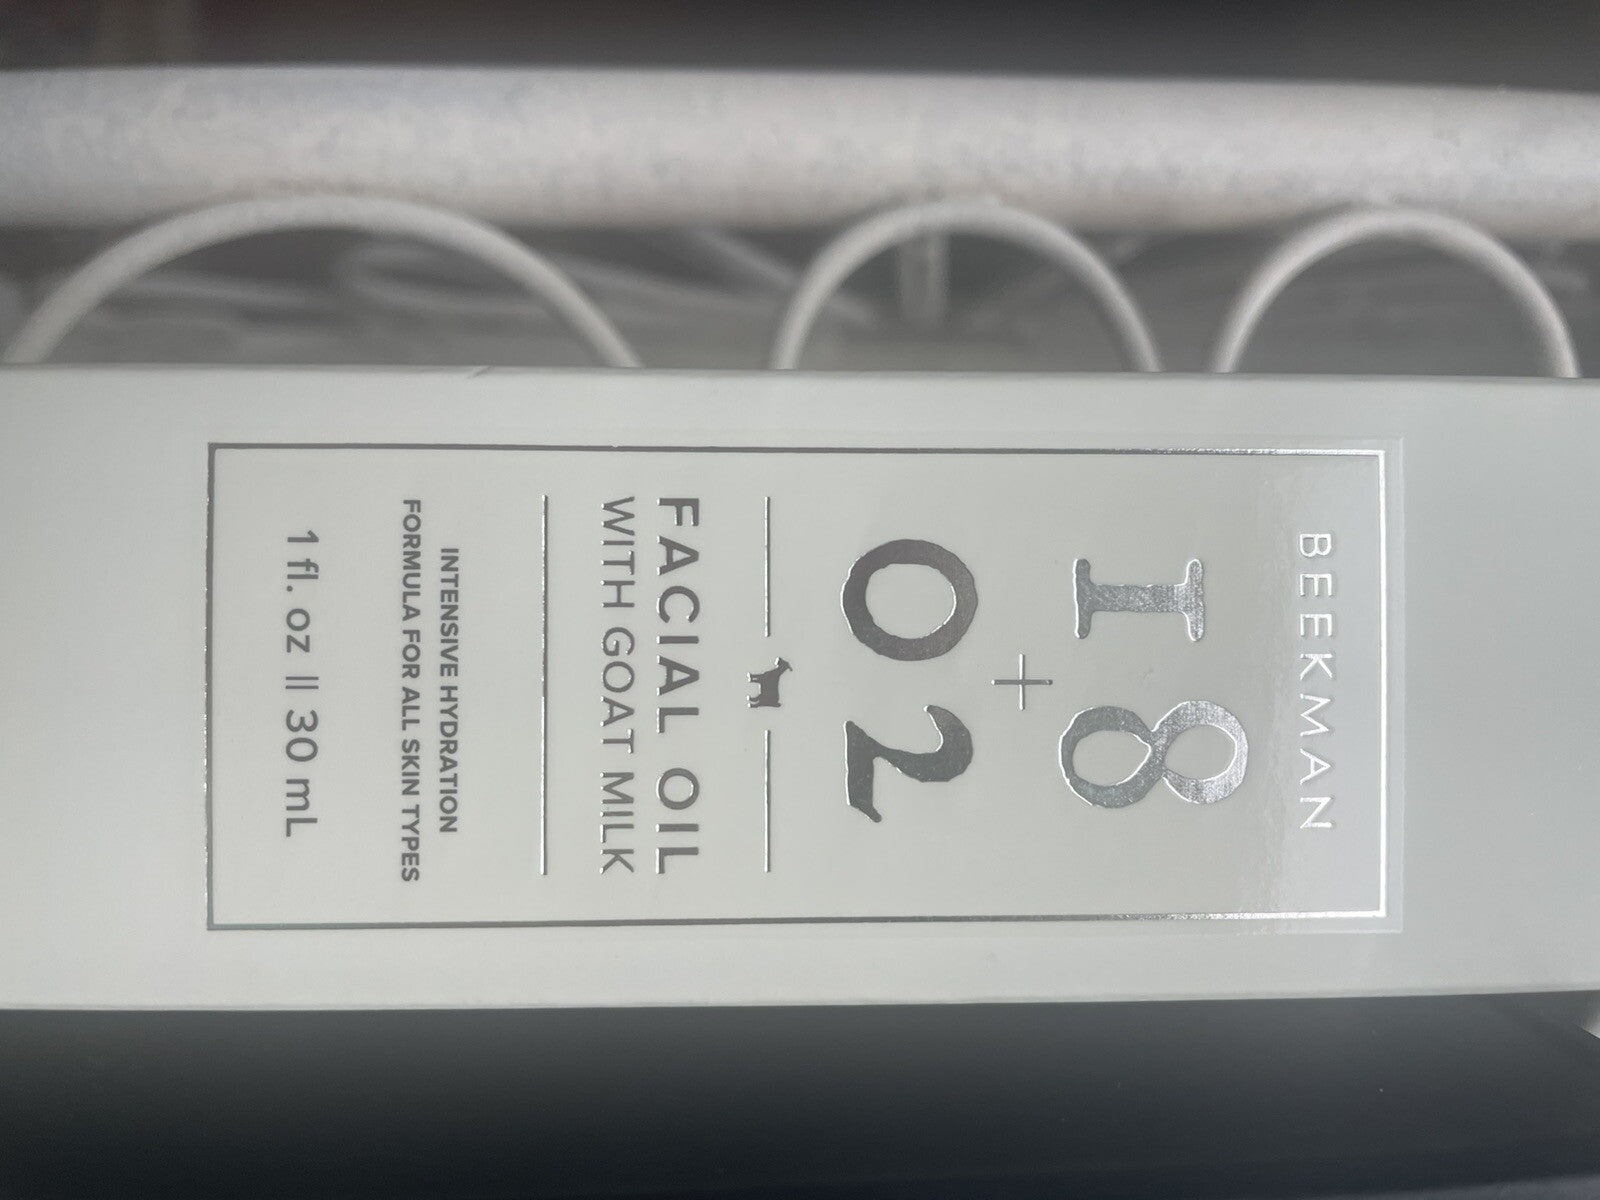 BEEKMAN
18
+
02
FACIAL OIL
WITH GOAT MILK
INTENSIVE HYDRATION
FORMULA FOR ALL SKIN TYPES
1 fl. oz || 30 mL